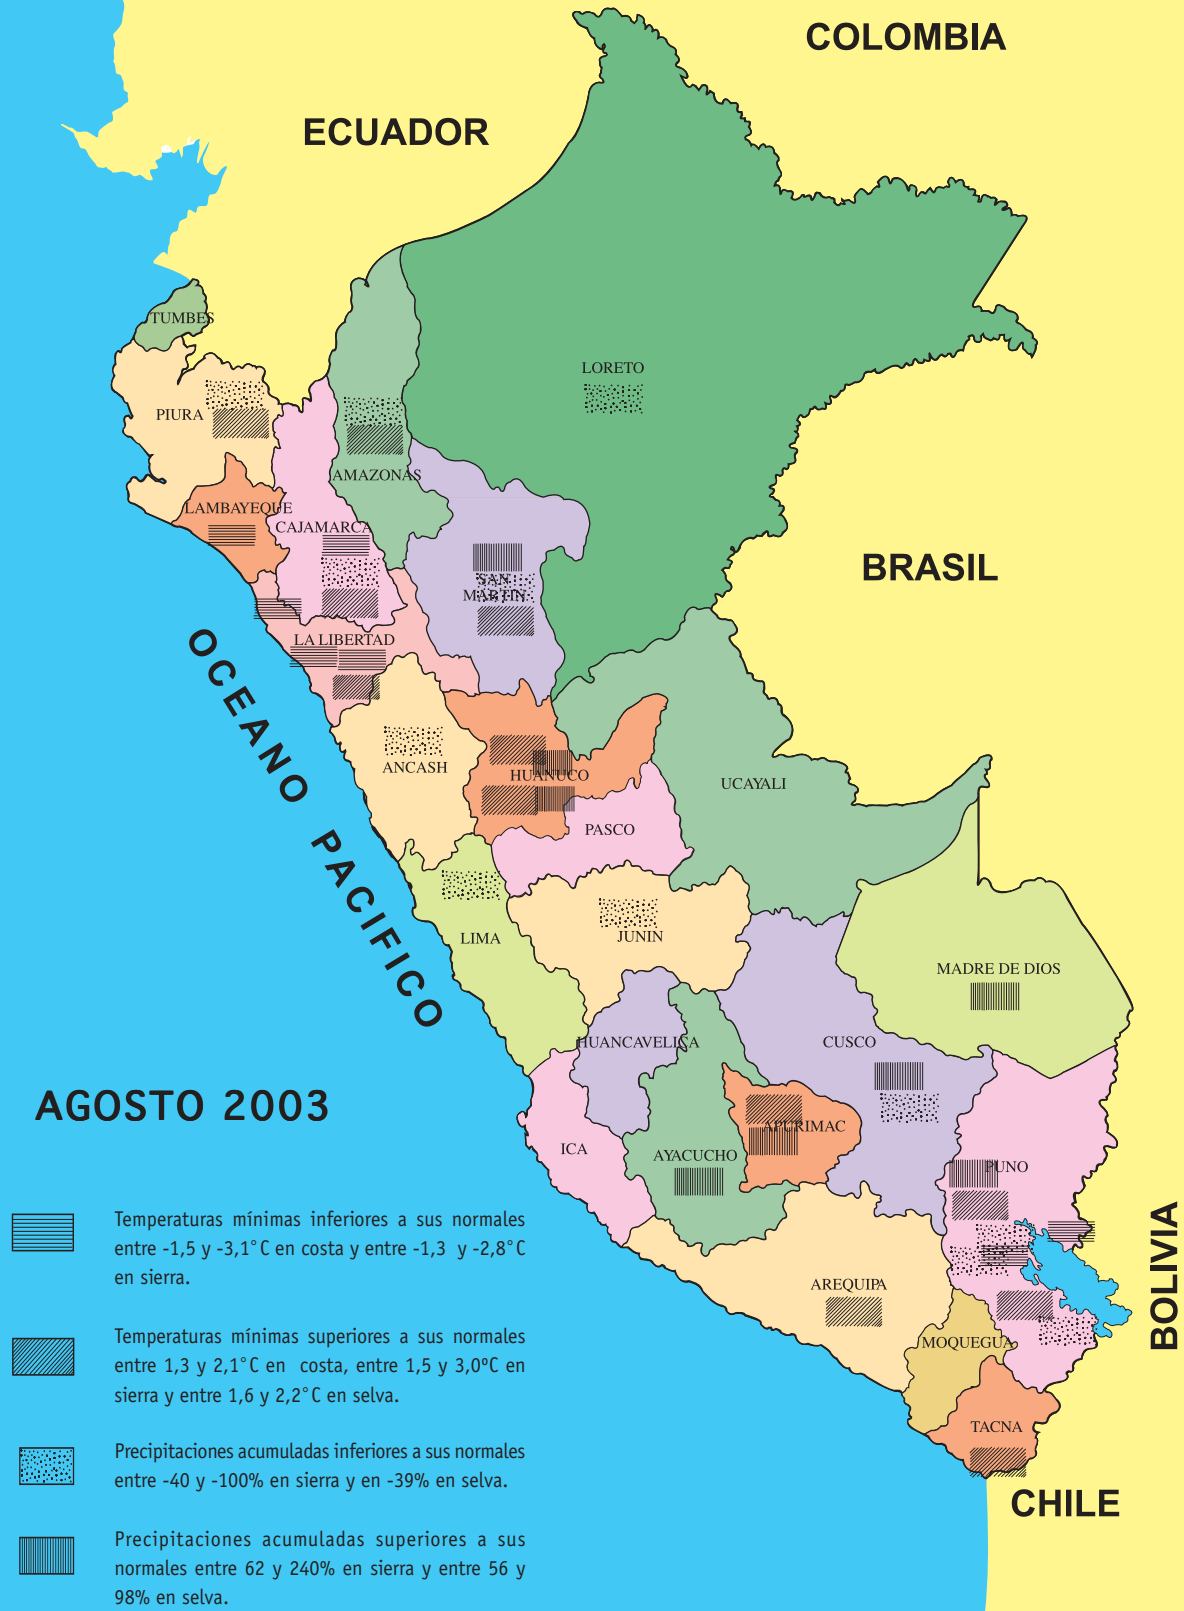 COLOMBIA
ECUADOR
TUMBES
LORETO
PIURA
AMAZONAS
LAMBAYEQUE
CAJAMARCA
BRASIL
SAN
MARTIN
LA LIBERTAD
OCEANO PACIFICO
ANCASH
HUANUCO
UCAYALI
PASCO
LIMA
JUNIN
MADRE DE DIOS
HUANCAVELICA
CUSCO
AGOSTO 2003
APURIMAC
ICA
AYACUCHO
PUNO
BOLIVIA
AREQUIPA
MOQUEGUA
TACNA
CHILE
Temperaturas mínimas inferiores a sus normales
entre -1,5 y -3,1°C en costa y entre -1,3 y -2,8°C
en sierra.
Temperaturas mínimas superiores a sus normales
entre 1,3 y 2,1°C en costa, entre 1,5 y 3,0ºC en
sierra y entre 1,6 y 2,2°C en selva.
Precipitaciones acumuladas inferiores a sus normales
entre -40 y -100% en sierra y en -39% en selva.
Precipitaciones acumuladas superiores a sus
normales entre 62 y 240% en sierra y entre 56 y
98% en selva.